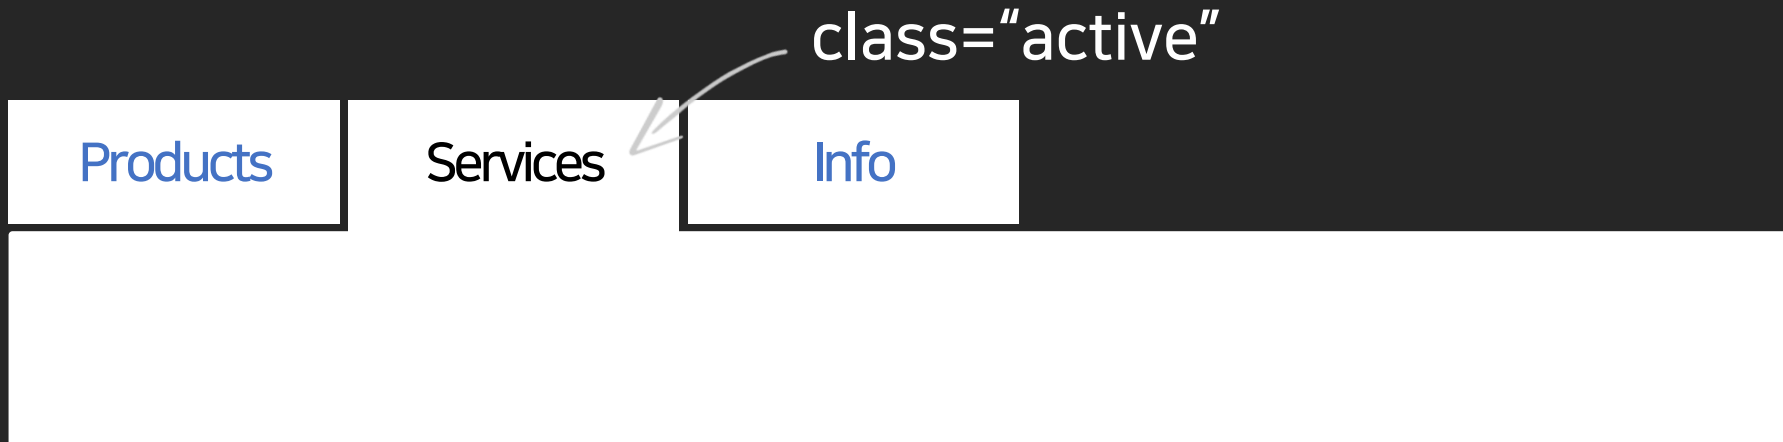 class=“active”
Products Services Info